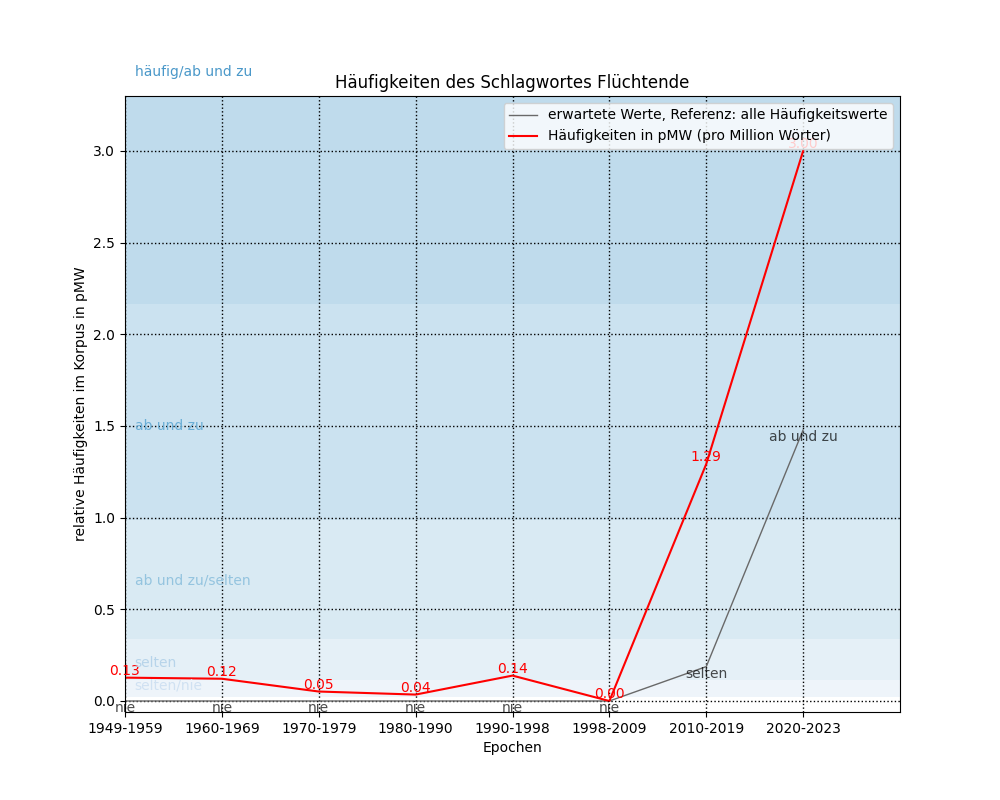 häufig/ab und zu
Häufigkeiten des Schlagwortes Flüchtende
erwartete Werte, Referenz: alle Häufigkeitswerte
Häufigkeiten in pMW (pro Million Wörter)
3.00
3.0
2.5
2.0
1.5
1.0
0.5
0.0
relative Häufigkeiten im Korpus in pMW
ab und zu
ab und zu
1.29
ab und zu/selten
selten
selten
selten/nie
0.13
0.12
0.05
0.04
0.14
0.00
nie
nie
nie
nie
nie
nie
1949-1959
1960-1969
1970-1979
1980-1990
1990-1998
1998-2009
2010-2019
2020-2023
Epochen